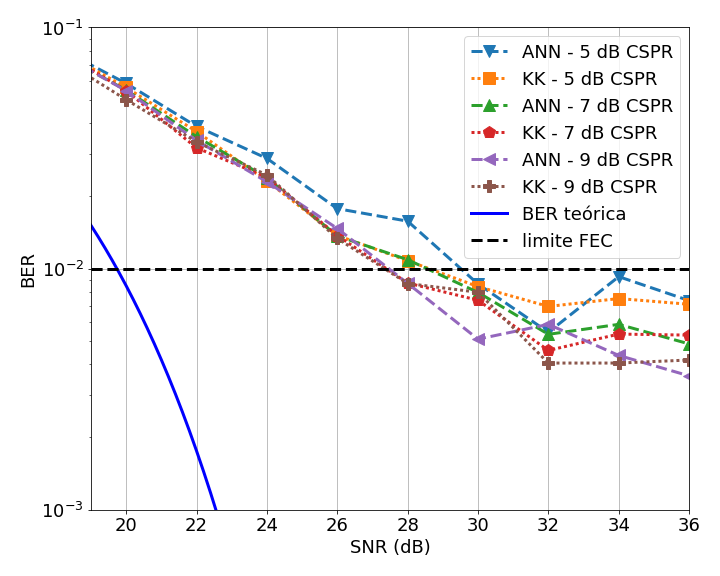 10⁻¹
ANN - 5 dB CSPR
KK - 5 dB CSPR
ANN - 7 dB CSPR
KK - 7 dB CSPR
ANN - 9 dB CSPR
KK - 9 dB CSPR
BER teórica
limite FEC
BER
10⁻²
10⁻³
20 22 24 26 28 30 32 34 36
SNR (dB)